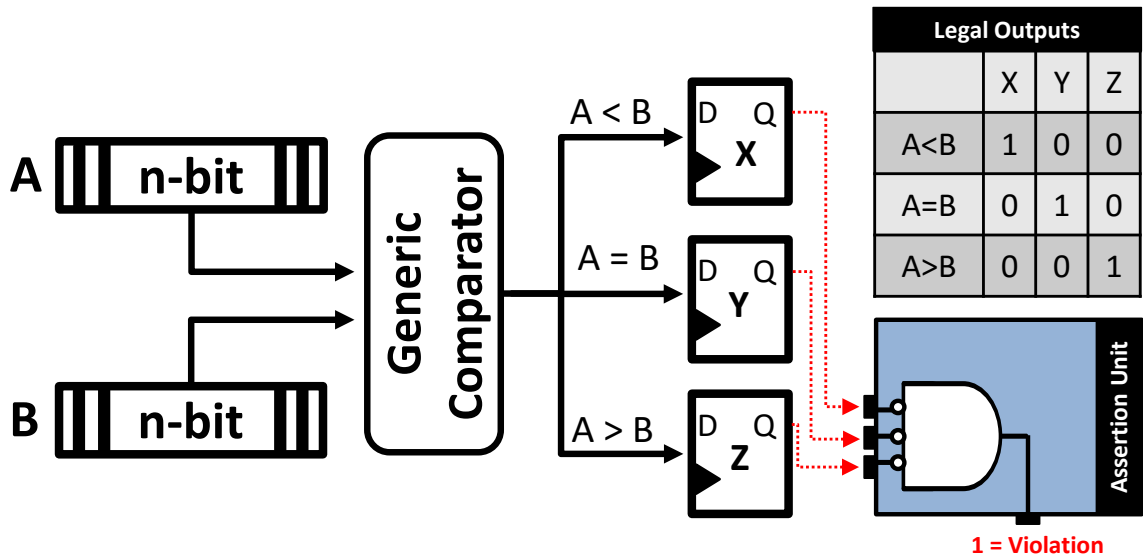 A
n-bit
B
n-bit
Generic
Comparator
A < B
D Q
X
A = B
D Q
Y
A > B
D Q
Z
Legal Outputs
X Y Z
A<B 1 0 0
A=B 0 1 0
A>B 0 0 1
Assertion Unit
1 = Violation